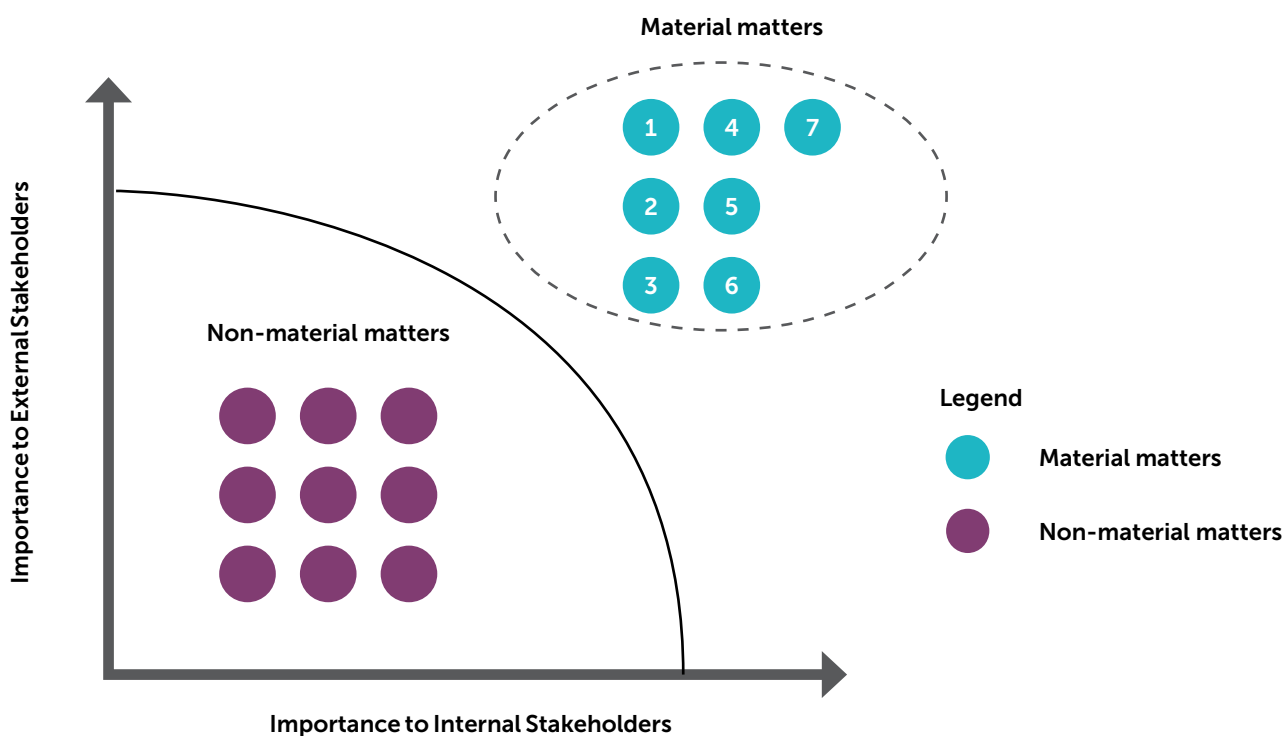 Material matters
1 4 7
2 5
3 6
Importance to External Stakeholders
Non-material matters
Legend
Material matters
Non-material matters
Importance to Internal Stakeholders